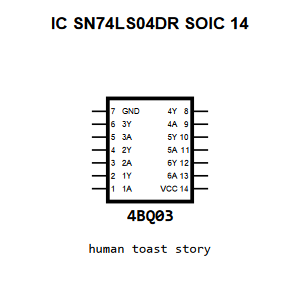 IC SN74LS04DR SOIC 14
7 GND 4Y 8
6 3Y 4A 9
5 3A 5Y 10
4 2Y 5A 11
3 2A 6Y 12
2 1Y 6A 13
1 1A VCC 14
4BQ03
human toast story